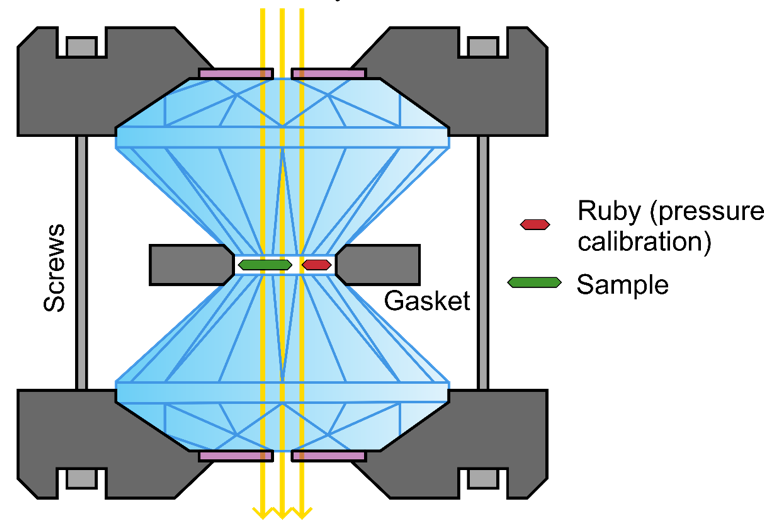 Screws
Ruby (pressure
calibration)
Sample
Gasket